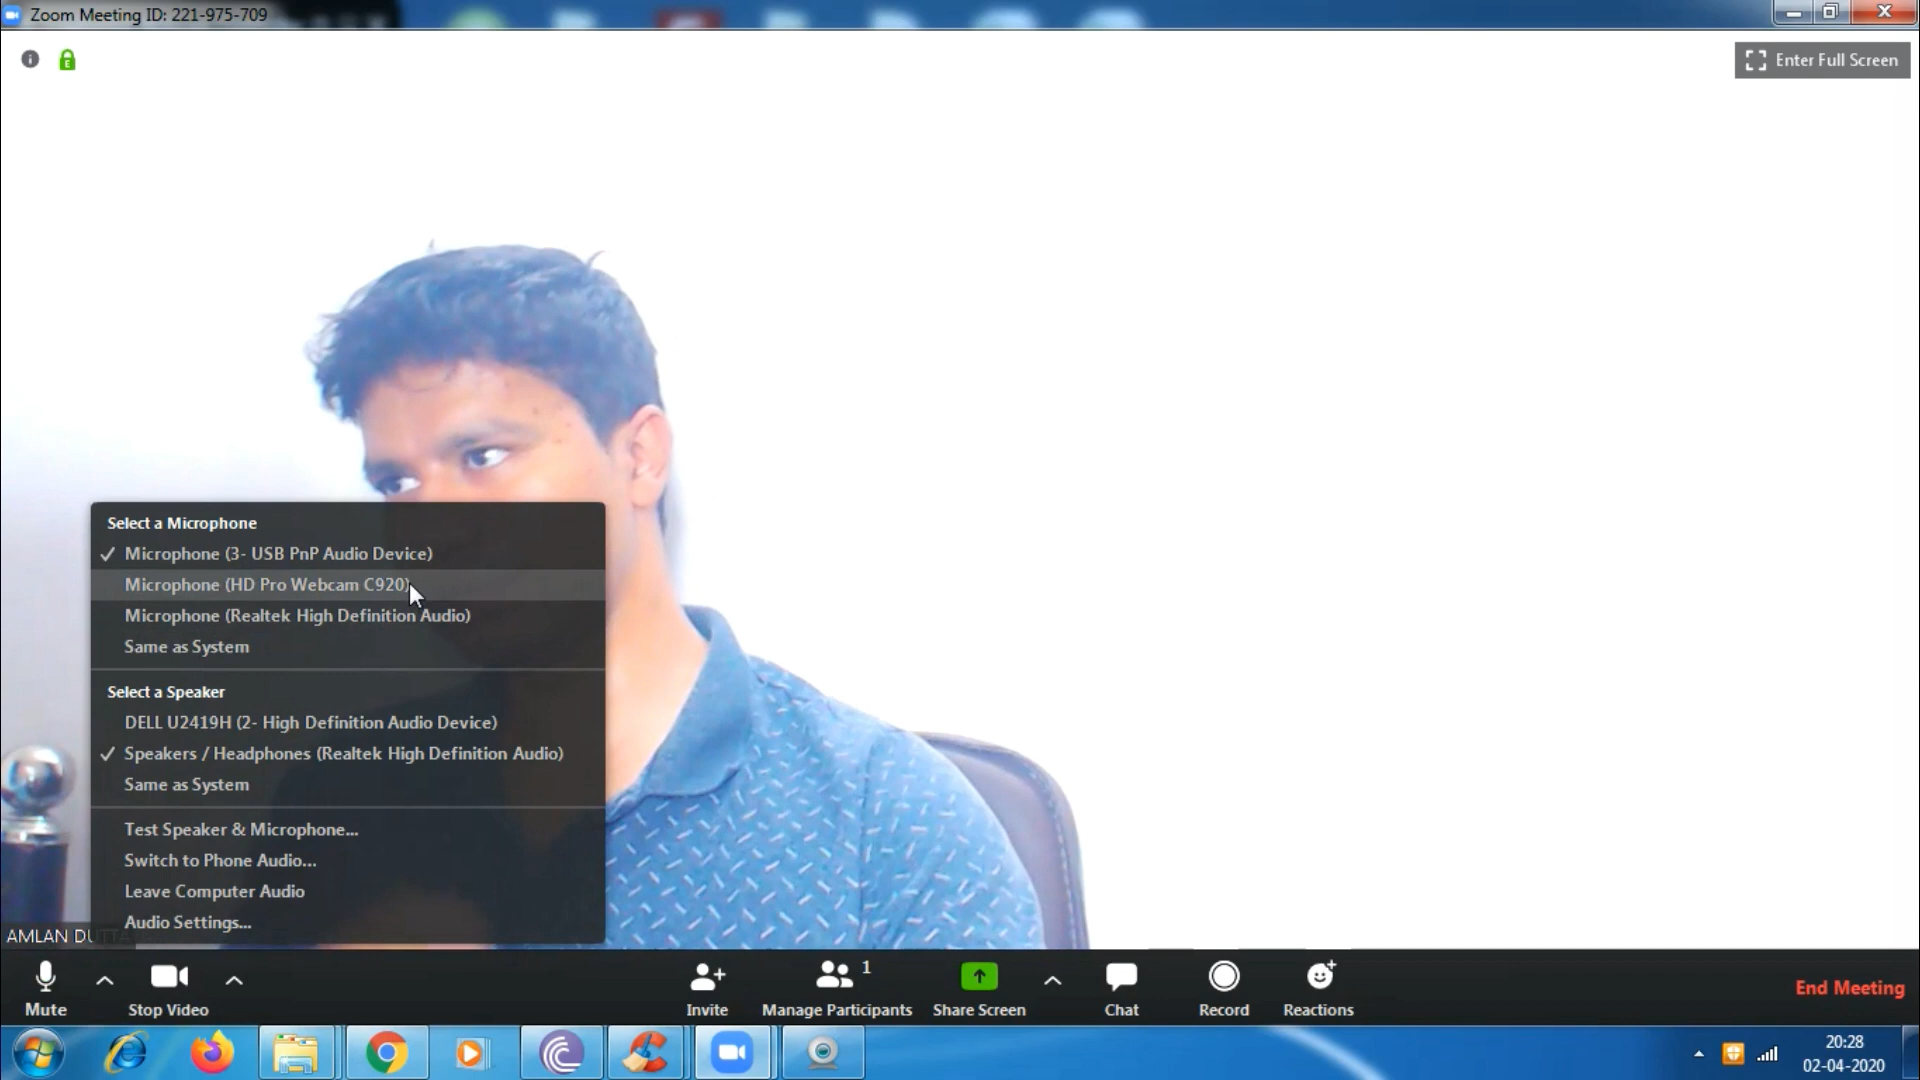 Zoom Meeting ID: 221-975-709
Enter Full Screen
Select a Microphone
Microphone (3- USB PnP Audio Device)
Microphone (HD Pro Webcam C920)
Microphone (Realtek High Definition Audio)
Same as System
Select a Speaker
DELL U2419H (2- High Definition Audio Device)
Speakers / Headphones (Realtek High Definition Audio)
Same as System
Test Speaker & Microphone...
Switch to Phone Audio...
Leave Computer Audio
Audio Settings...
AMLAN DUTTA
Mute
Stop Video
Invite
1
Manage Participants
Share Screen
Chat
Record
Reactions
End Meeting
20:28
02-04-2020